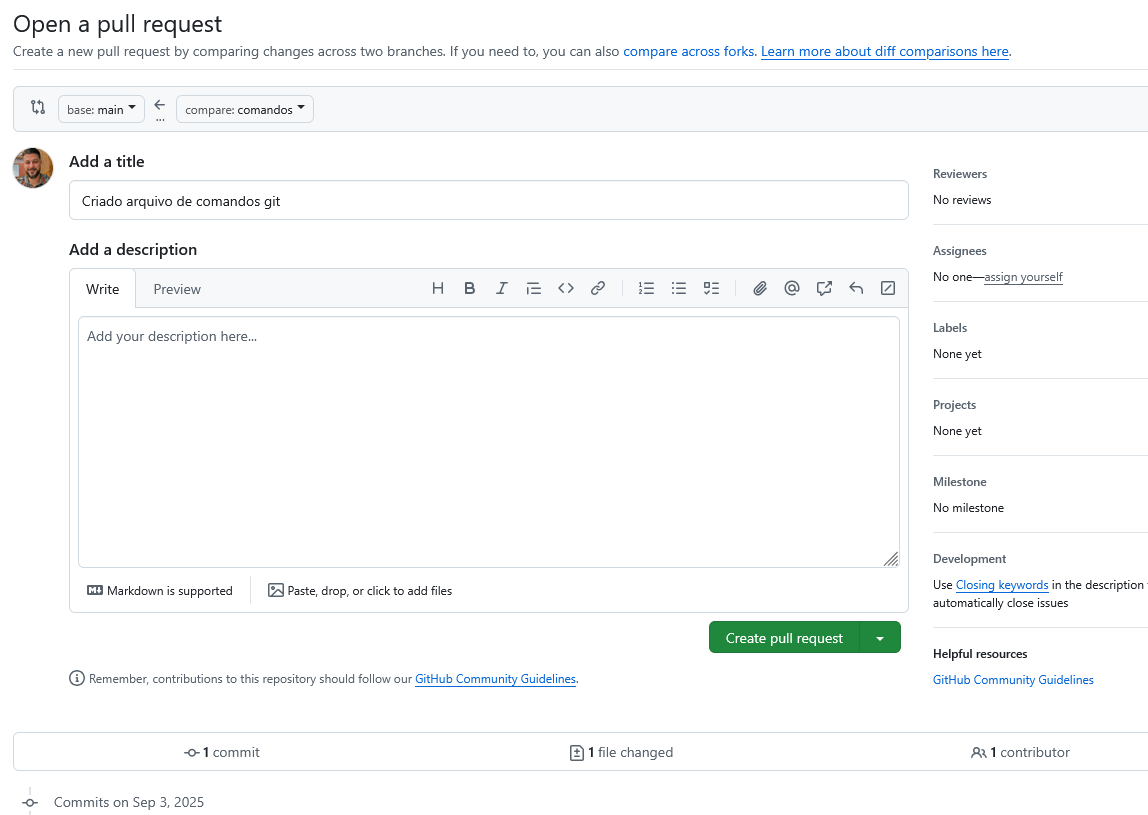 Open a pull request
Create a new pull request by comparing changes across two branches. If you need to, you can also compare across forks. Learn more about diff comparisons here.
base: main
...
compare: comandos
Add a title
Criado arquivo de comandos git
Add a description
Write
Preview
Add your description here...
Markdown is supported
Paste, drop, or click to add files
Create pull request
Remember, contributions to this repository should follow our GitHub Community Guidelines.
Reviewers
No reviews
Assignees
No one—assign yourself
Labels
None yet
Projects
None yet
Milestone
No milestone
Development
Use Closing keywords in the description
automatically close issues
Helpful resources
GitHub Community Guidelines
1 commit
1 file changed
1 contributor
Commits on Sep 3, 2025